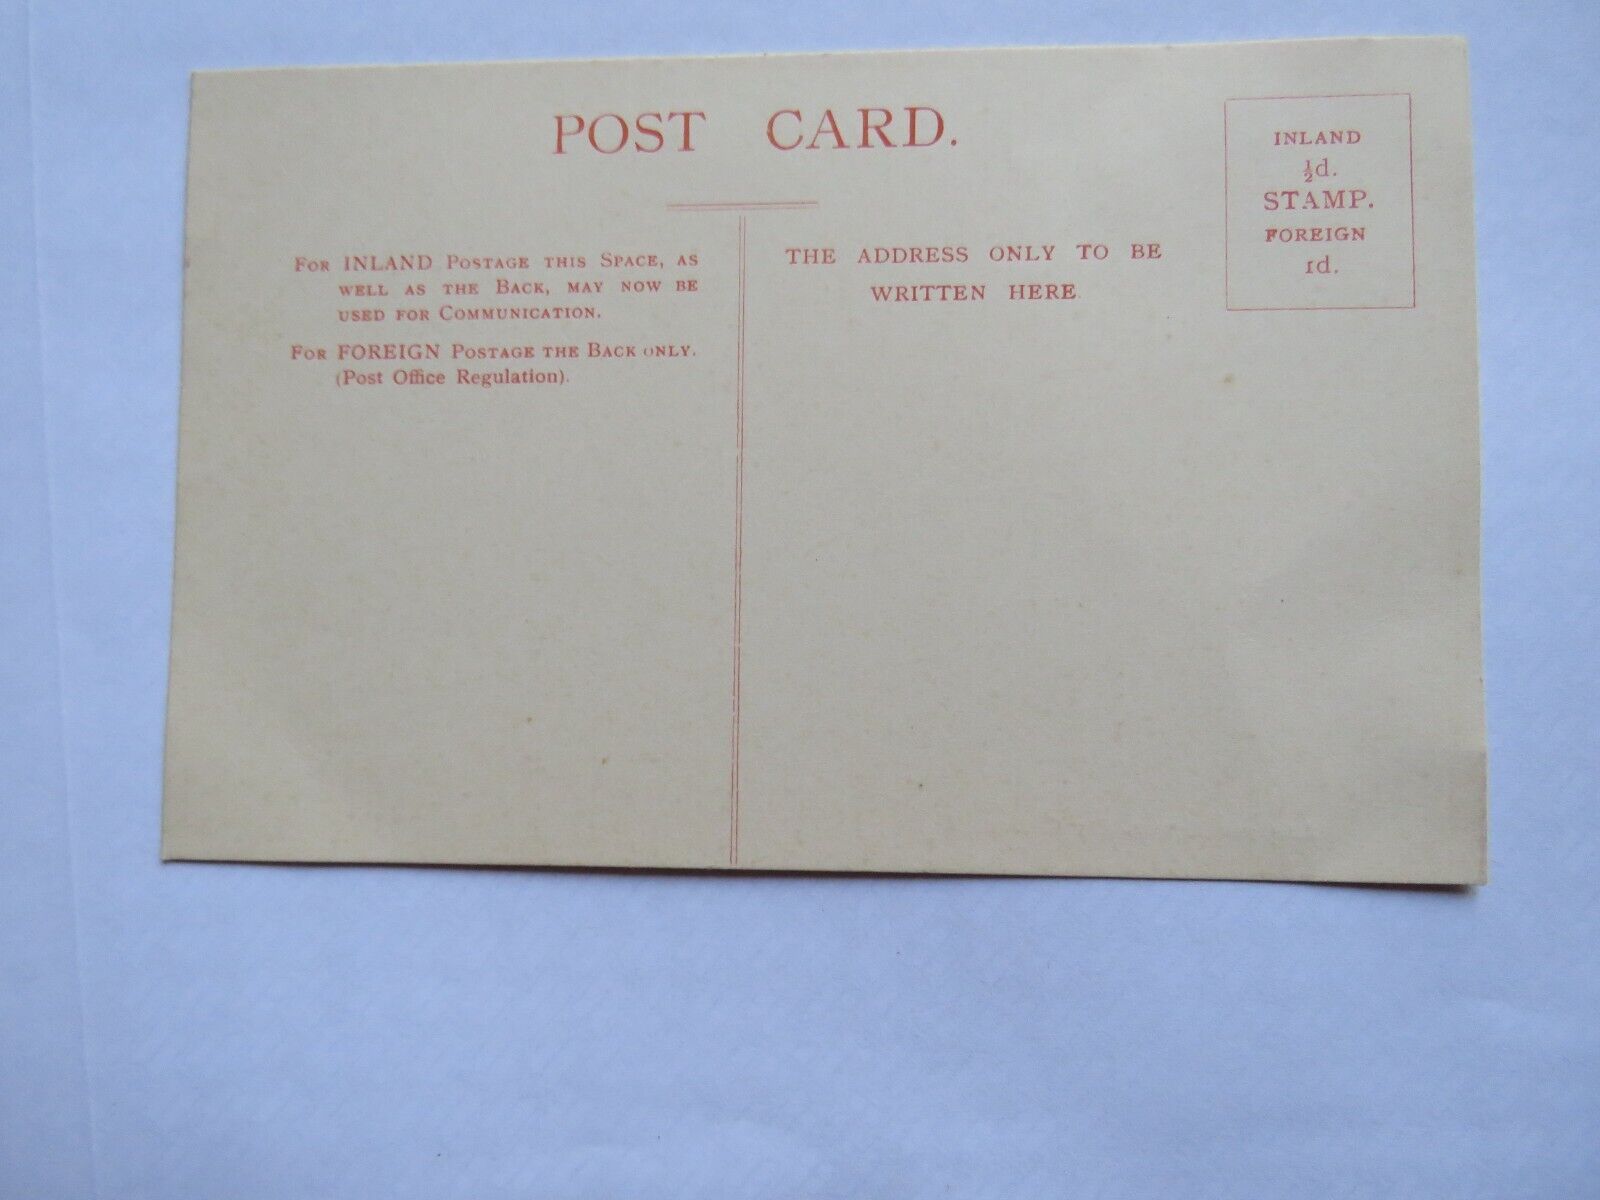 POST CARD.
INLAND
½d.
STAMP.
FOREIGN
1d.
For INLAND Postage this Space, as
well as the Back, may now be
used for Communication.
For FOREIGN Postage the Back only.
(Post Office Regulation).
THE ADDRESS ONLY TO BE
WRITTEN HERE